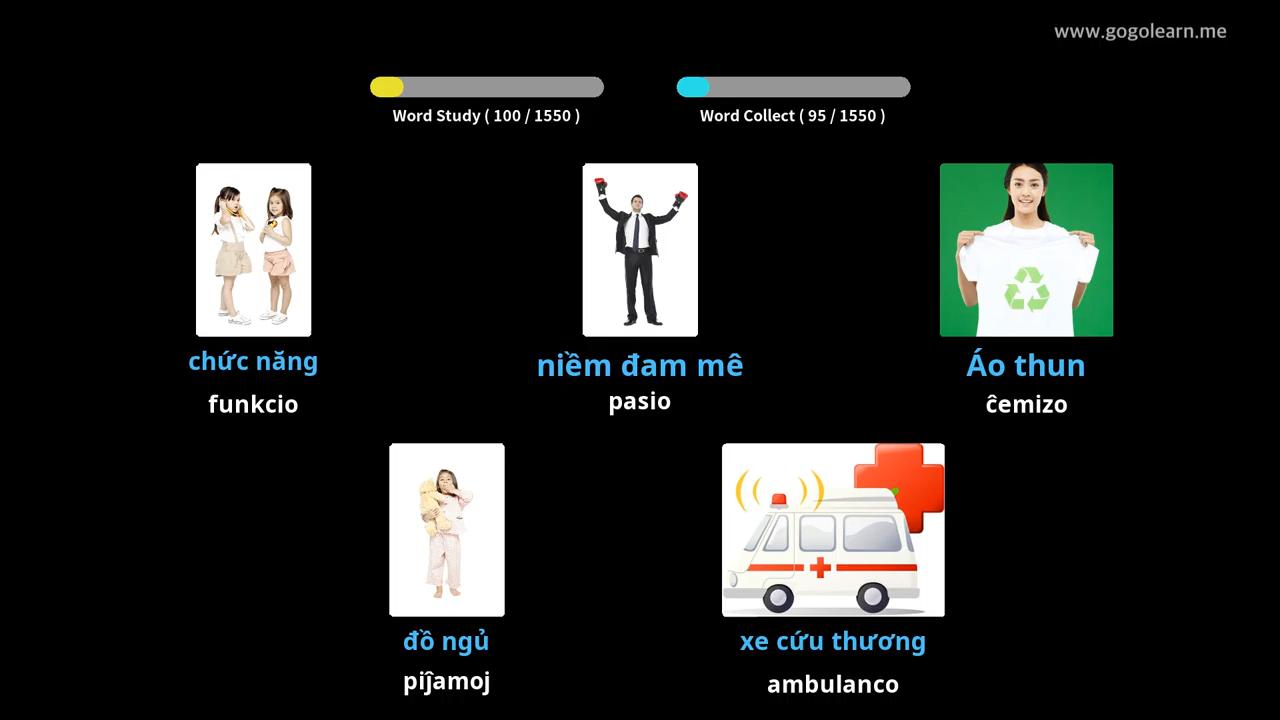 www.gogolearn.me
Word Study ( 100 / 1550 )
Word Collect ( 95 / 1550 )
chức năng
funkcio
niềm đam mê
pasio
Áo thun
ĉemizo
đồ ngủ
piĵamoj
xe cứu thương
ambulanco